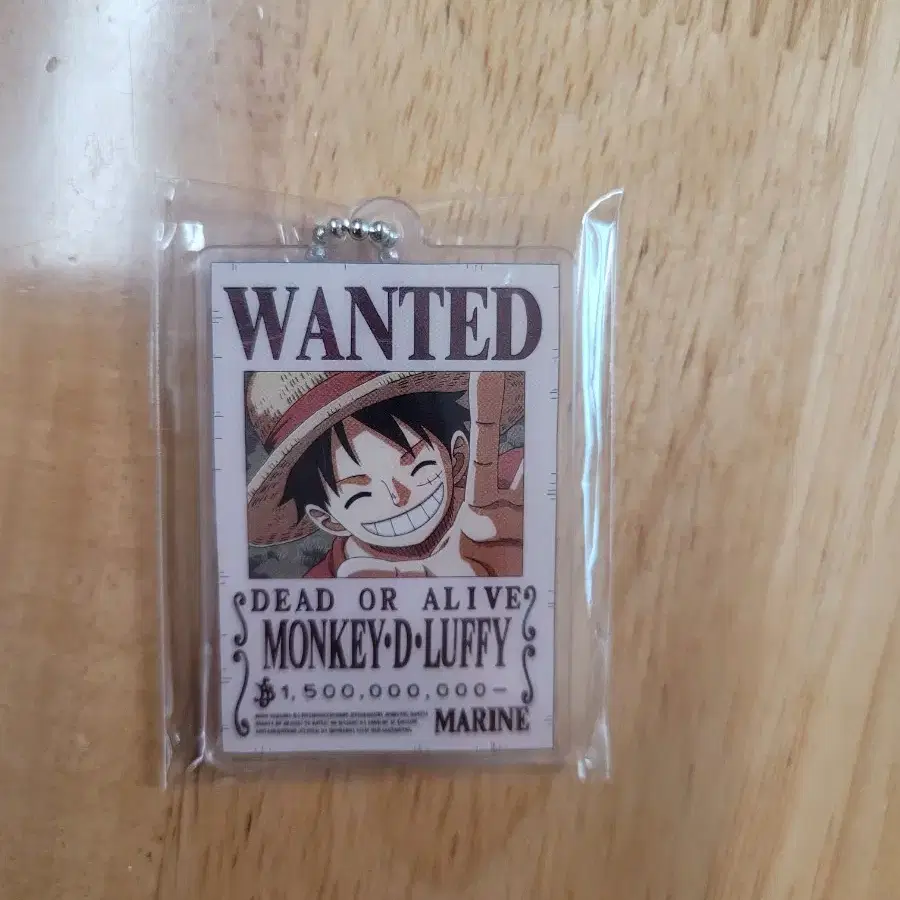 WANTED
DEAD OR ALIVE
MONKEY·D·LUFFY
1,500,000,000-
MARINE